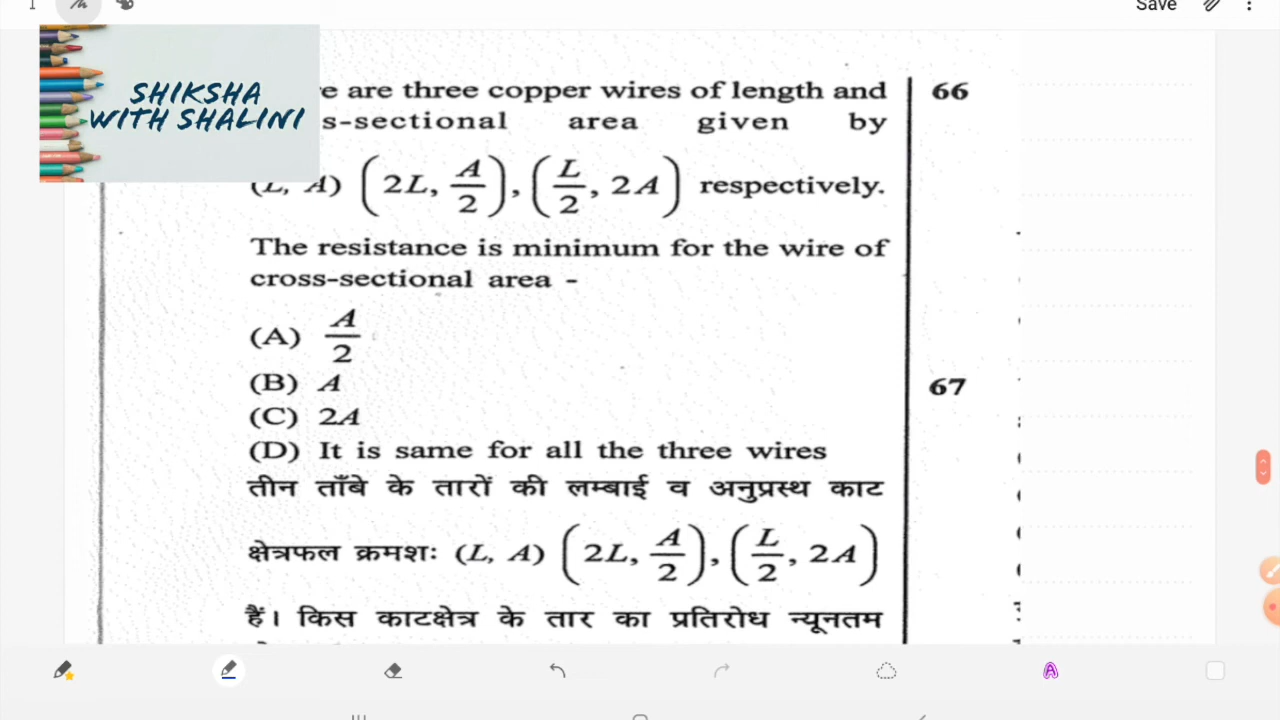 Save
SHIKSHA
WITH SHALINI
e are three copper wires of length and
s-sectional area given by
(L, A) (2L, A/2), (L/2, 2A) respectively.
The resistance is minimum for the wire of
cross-sectional area -
(A) A/2
(B) A
(C) 2A
(D) It is same for all the three wires
तीन ताँबे के तारों की लम्बाई व अनुप्रस्थ काट
क्षेत्रफल क्रमशः (L, A) (2L, A/2), (L/2, 2A)
हैं। किस काटक्षेत्र के तार का प्रतिरोध न्यूनतम
66
67